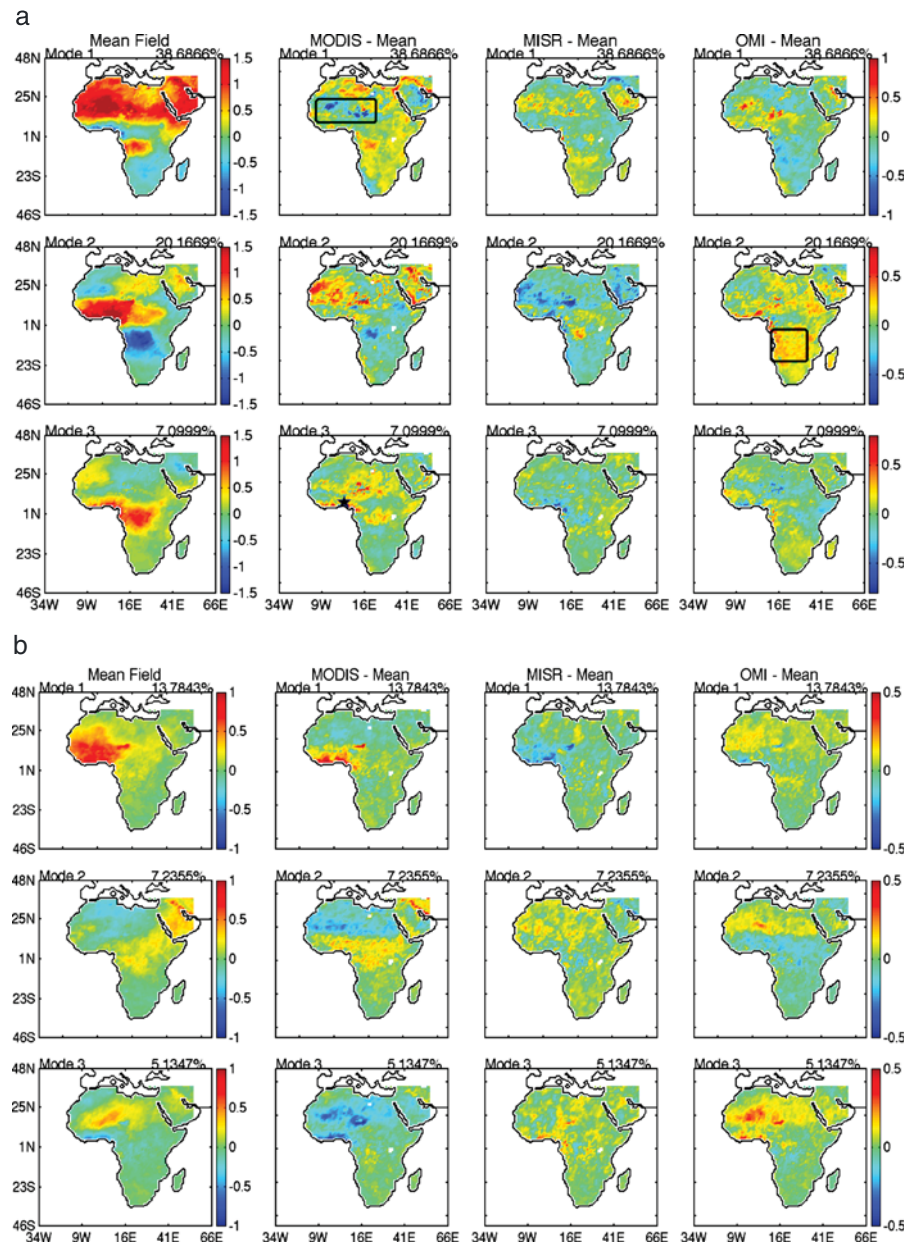 a
Mean Field MODIS - Mean MISR - Mean OMI - Mean
Mode 1 38.6866% Mode 1 38.6866% Mode 1 38.6866% Mode 1 38.6866%
48N 1.5 1
25N 1 0.5
0.5
1N 0 0
-0.5
23S -1 -0.5
46S -1.5 -1
Mode 2 20.1669% Mode 2 20.1669% Mode 2 20.1669% Mode 2 20.1669%
48N 1.5
25N 1 0.5
0.5
1N 0 0
-0.5
23S -1 -0.5
46S -1.5
Mode 3 7.0999% Mode 3 7.0999% Mode 3 7.0999% Mode 3 7.0999%
48N 1.5
25N 1 0.5
0.5
1N 0 0
-0.5
23S -1 -0.5
46S -1.5
34W 9W 16E 41E 66E 34W 9W 16E 41E 66E 34W 9W 16E 41E 66E 34W 9W 16E 41E 66E
b
Mean Field MODIS - Mean MISR - Mean OMI - Mean
Mode 1 13.7843% Mode 1 13.7843% Mode 1 13.7843% Mode 1 13.7843%
48N 1 0.5
25N 0.5
1N 0 0
23S -0.5
46S -1 -0.5
Mode 2 7.2355% Mode 2 7.2355% Mode 2 7.2355% Mode 2 7.2355%
48N 1 0.5
25N 0.5
1N 0 0
23S -0.5
46S -1 -0.5
Mode 3 5.1347% Mode 3 5.1347% Mode 3 5.1347% Mode 3 5.1347%
48N 1 0.5
25N 0.5
1N 0 0
23S -0.5
46S -1 -0.5
34W 9W 16E 41E 66E 34W 9W 16E 41E 66E 34W 9W 16E 41E 66E 34W 9W 16E 41E 66E